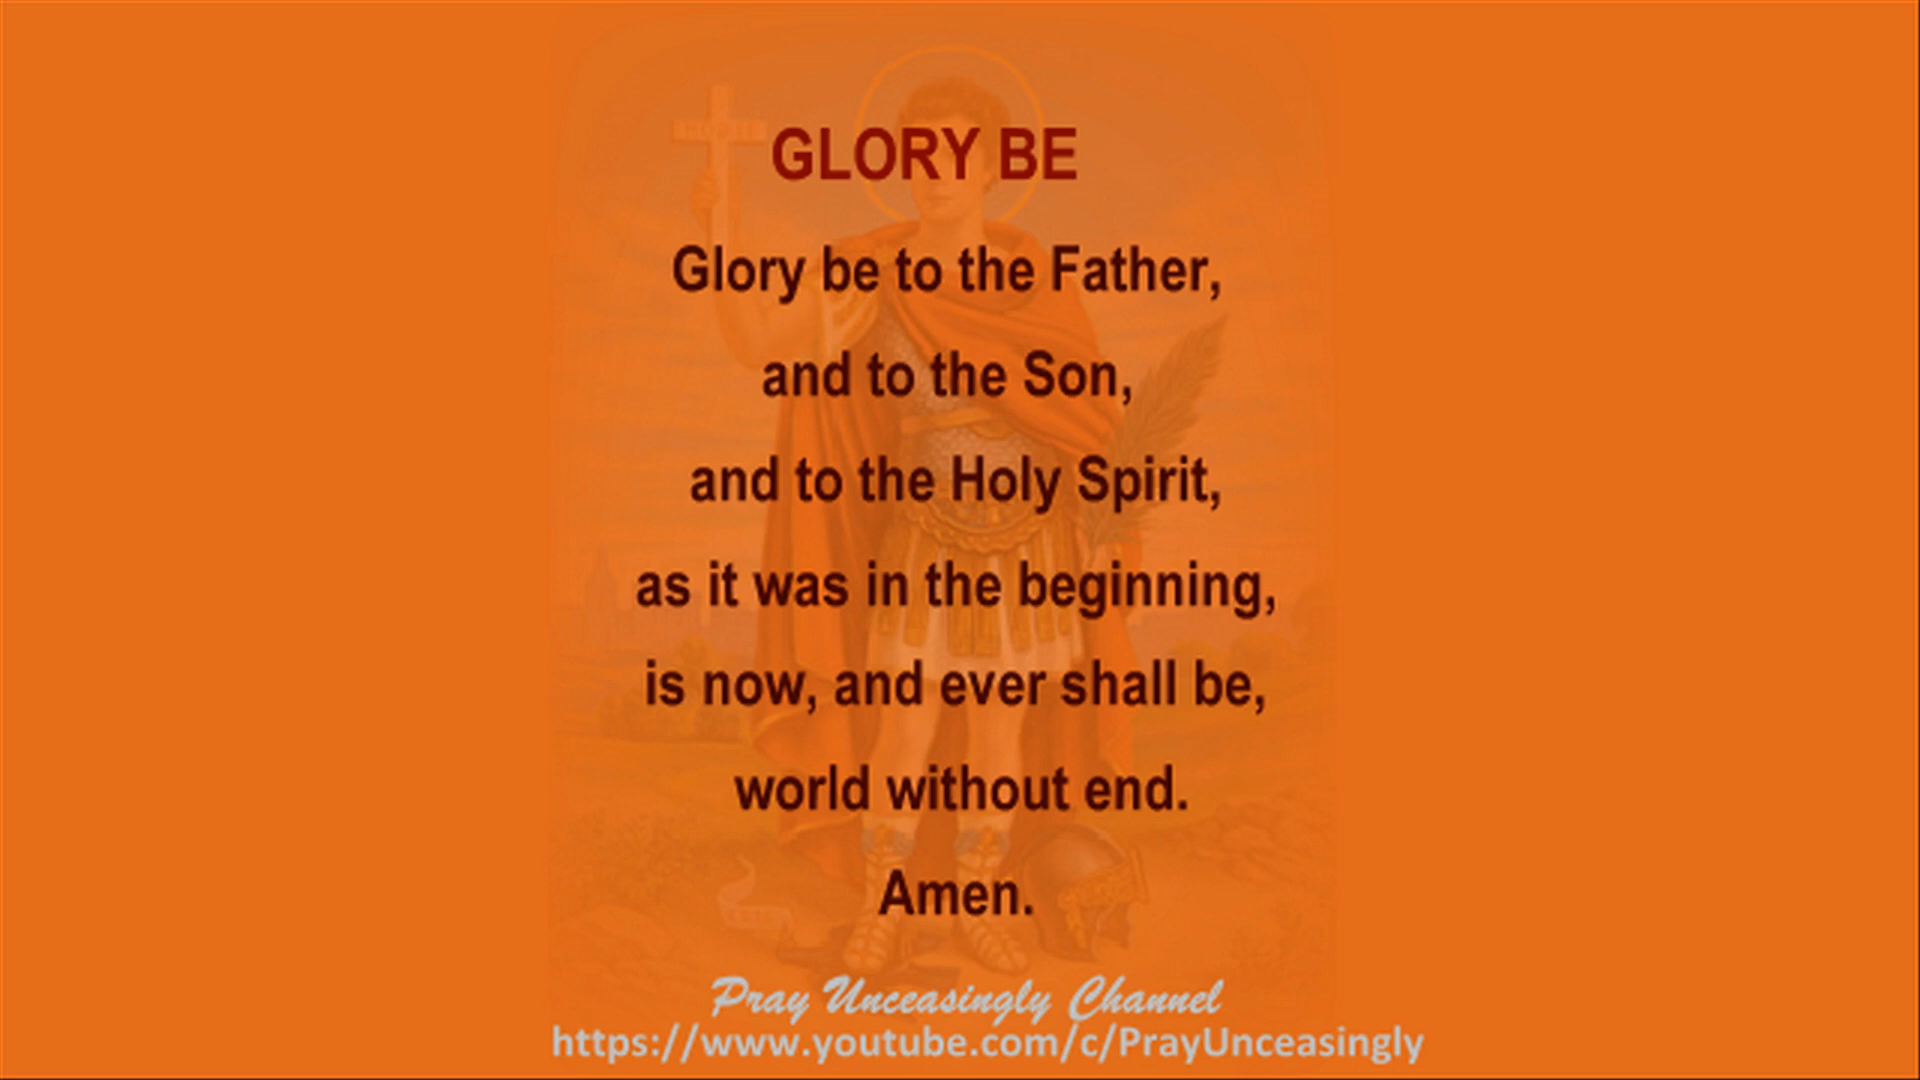 GLORY BE
Glory be to the Father,
and to the Son,
and to the Holy Spirit,
as it was in the beginning,
is now, and ever shall be,
world without end.
Amen.
Pray Unceasingly Channel
https://www.youtube.com/c/PrayUnceasingly